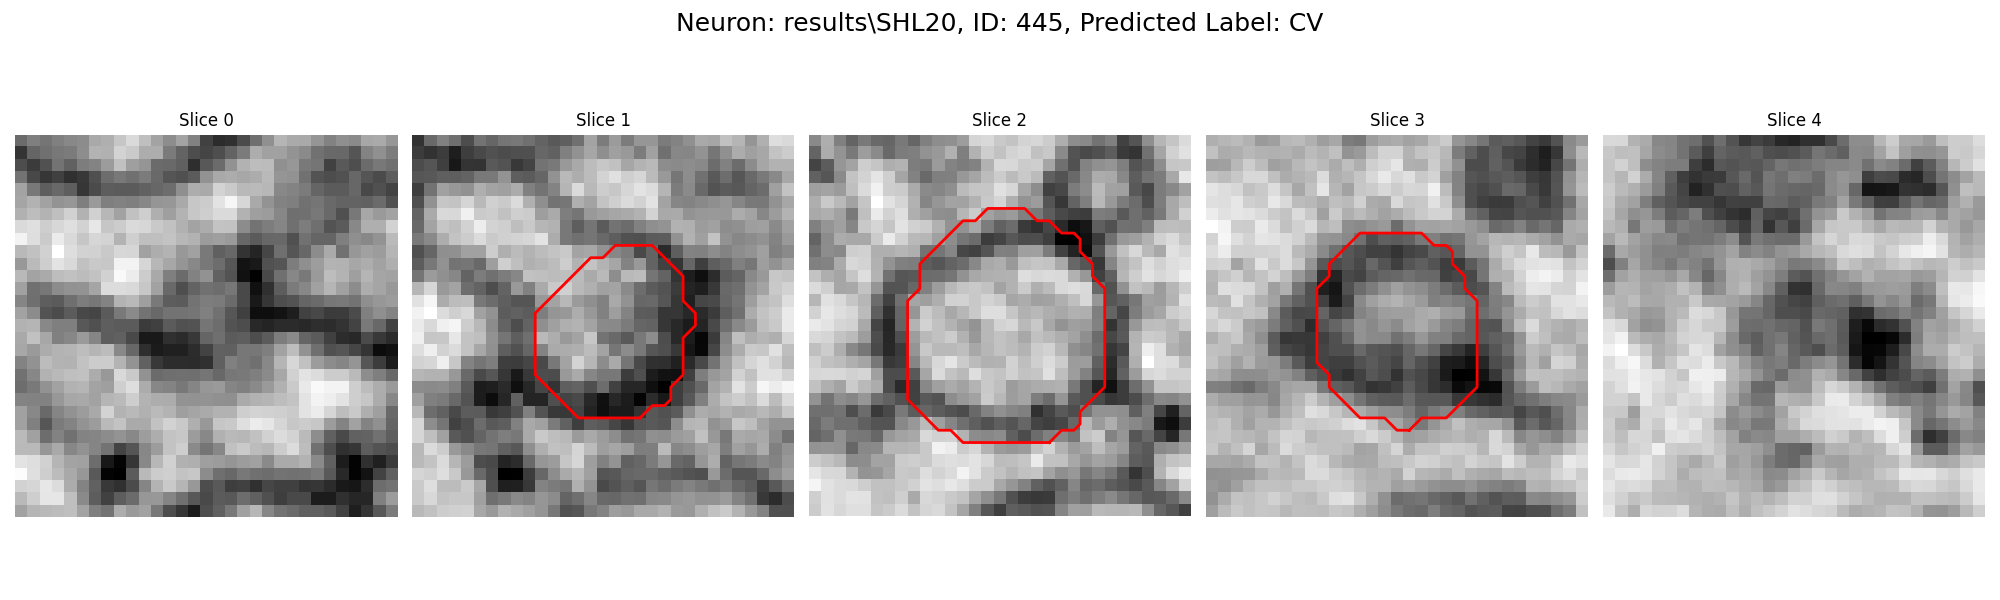 Neuron: results\SHL20, ID: 445, Predicted Label: CV
Slice 0
Slice 1
Slice 2
Slice 3
Slice 4